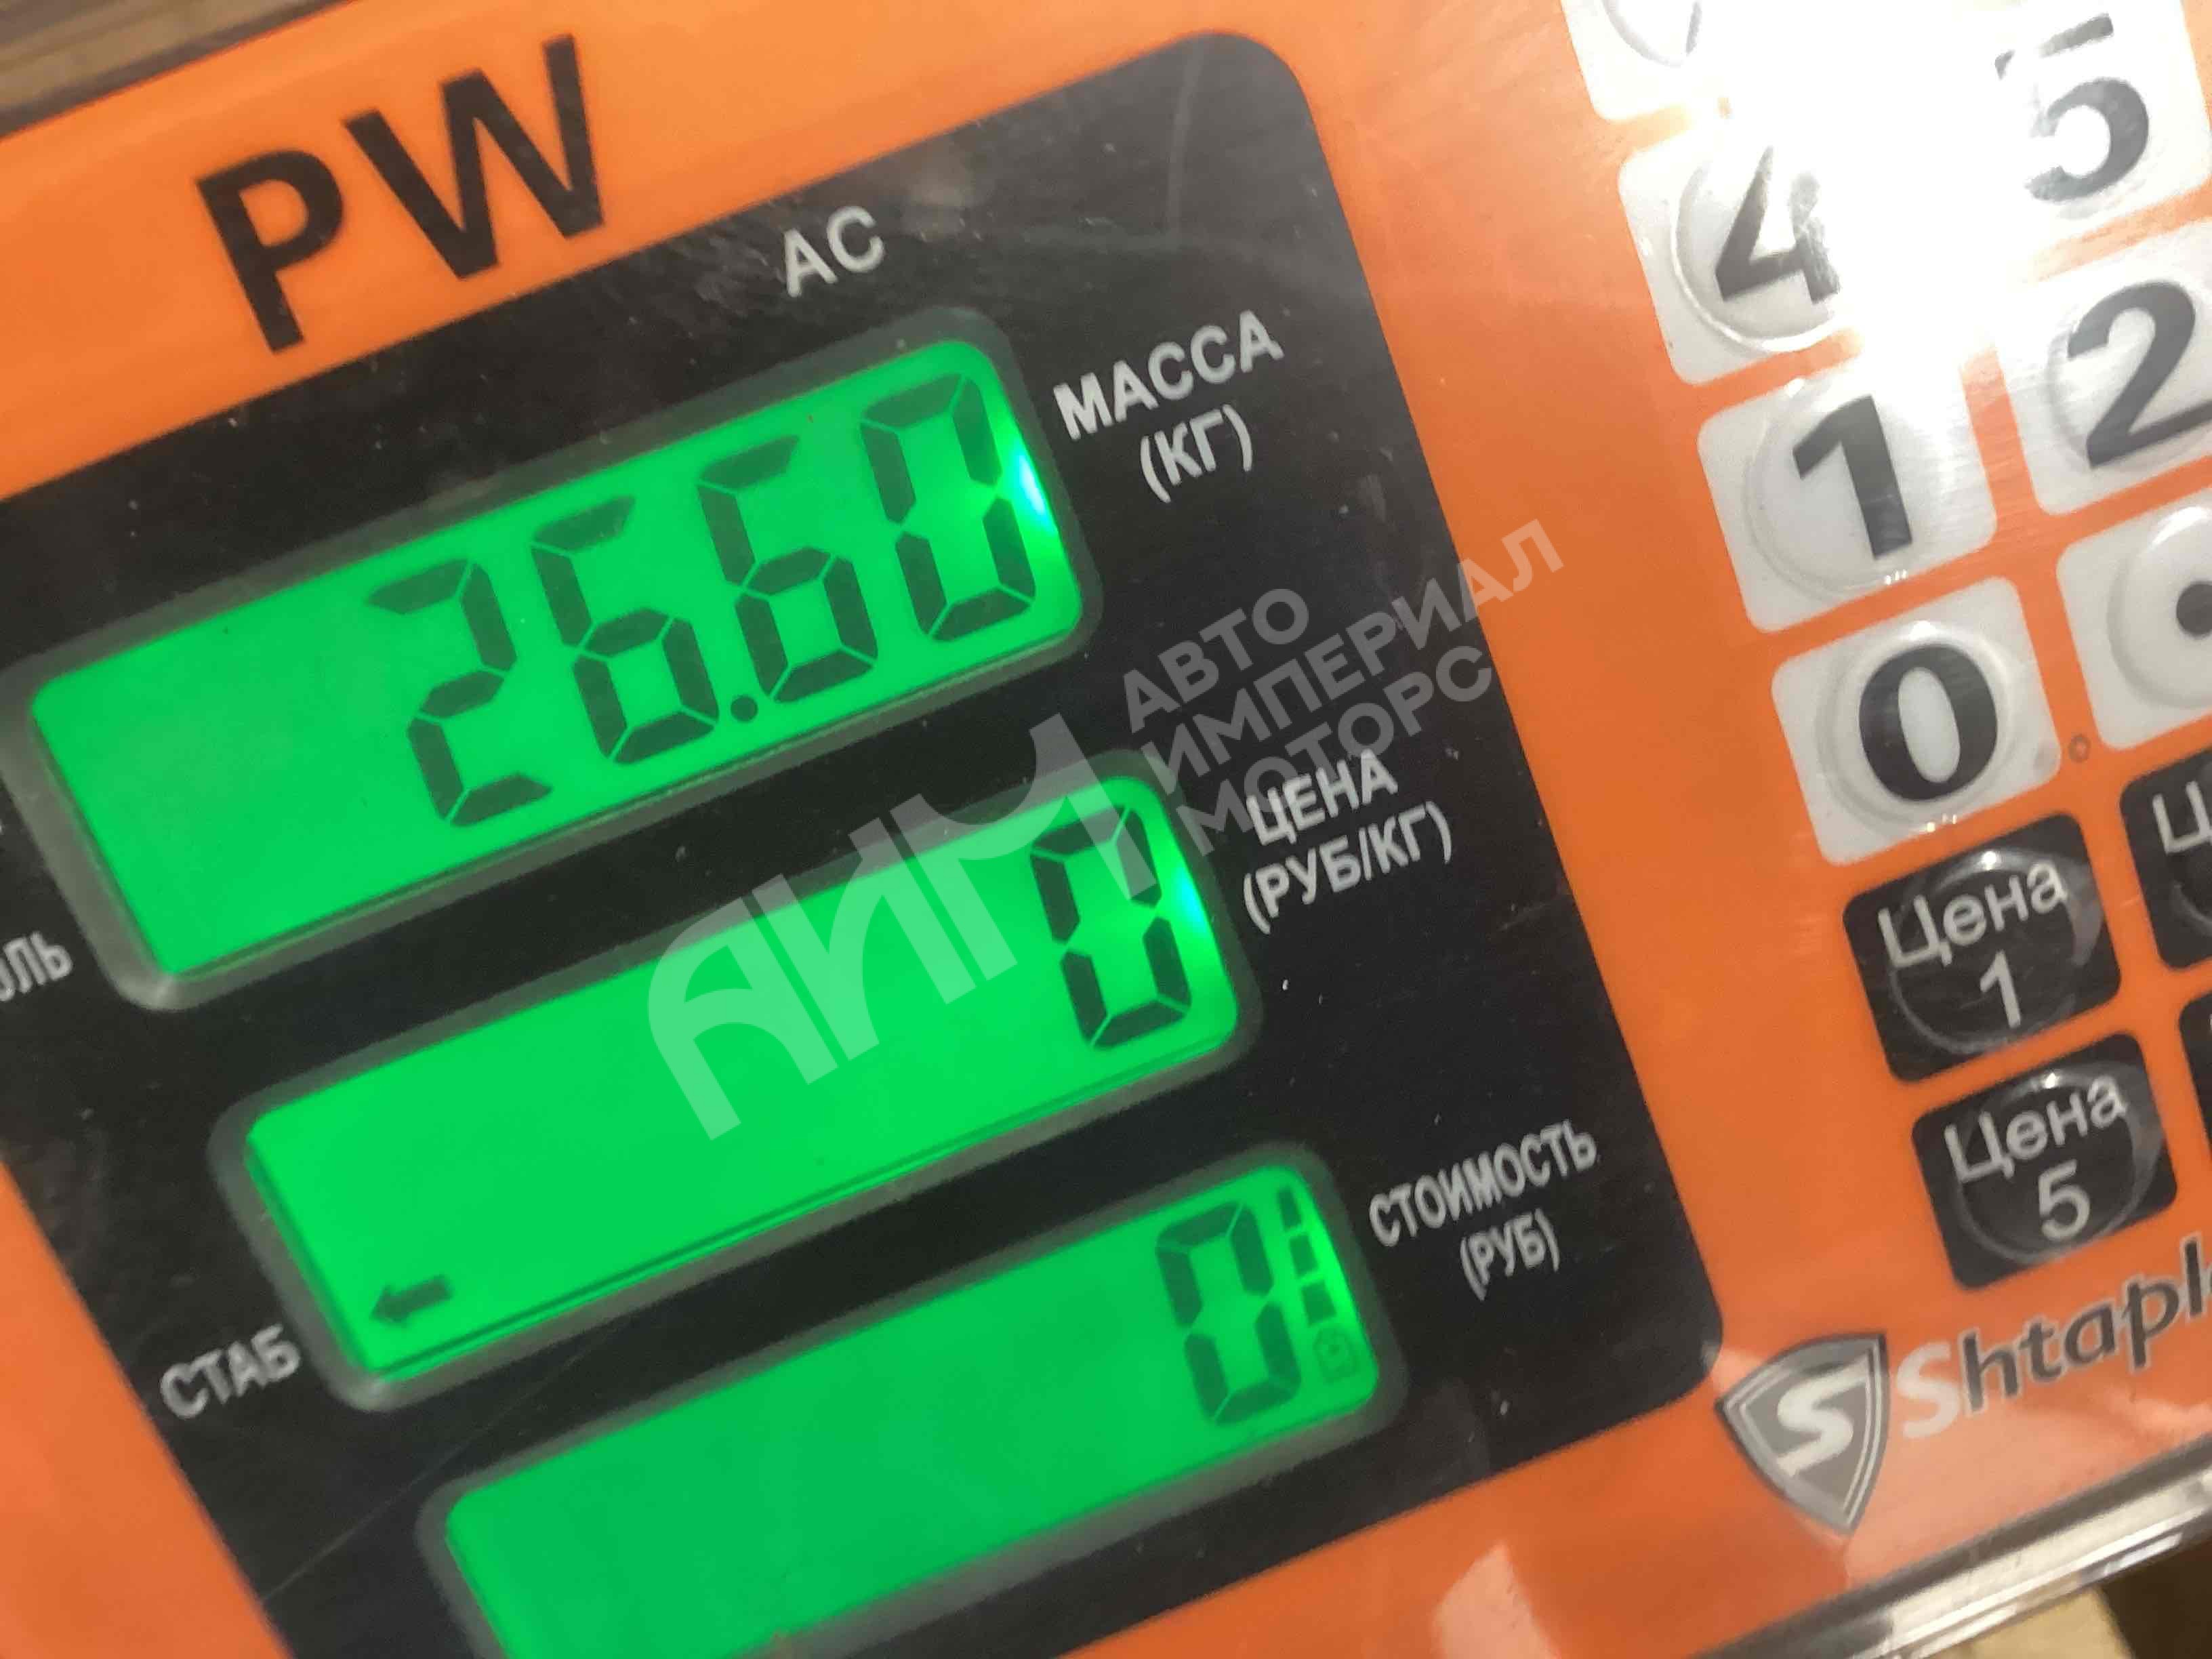 PW
AC
26.60
МАССА
(КГ)
АИМ
АВТО
ИМПЕРИАЛ
МОТОРС
0
ЦЕНА
(РУБ/КГ)
СТАБ
0
СТОИМОСТЬ
(РУБ)
4
5
1
2
0
Цена
1
Цена
5